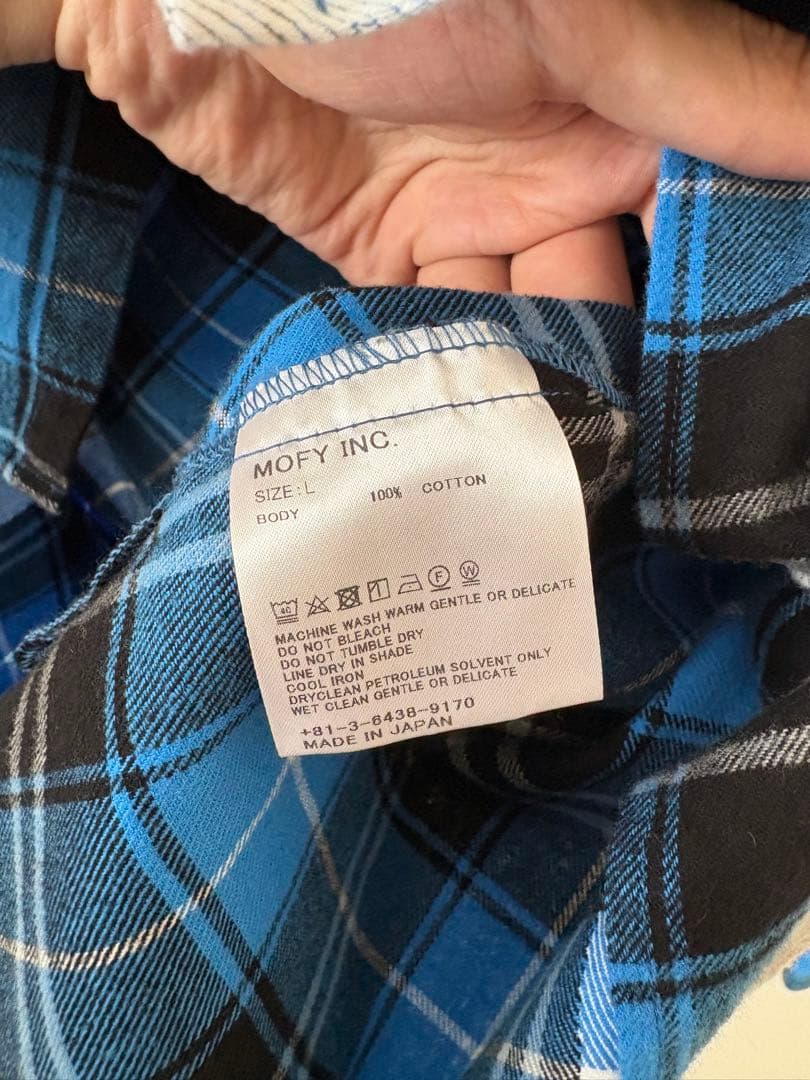 MOFY INC.
SIZE:L
BODY 100% COTTON
40 F W
MACHINE WASH WARM GENTLE OR DELICATE
DO NOT BLEACH
DO NOT TUMBLE DRY
LINE DRY IN SHADE
COOL IRON
DRYCLEAN PETROLEUM SOLVENT ONLY
WET CLEAN GENTLE OR DELICATE
+81-3-6438-9170
MADE IN JAPAN